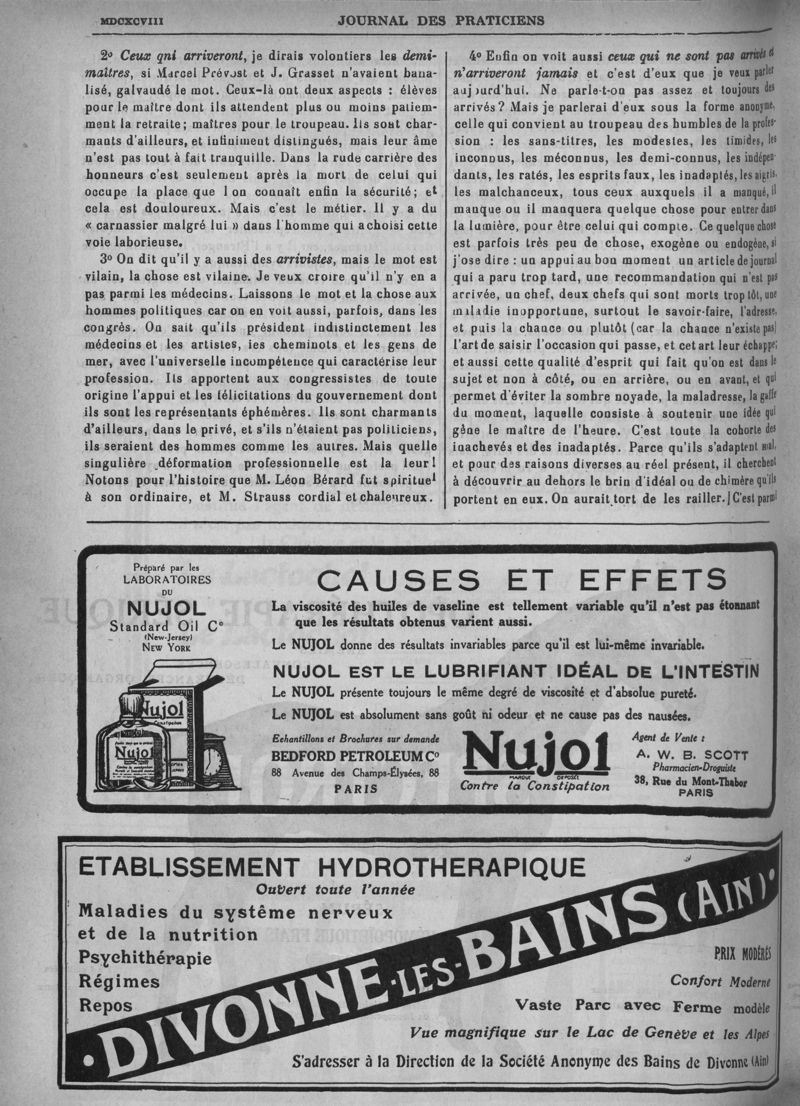 MDCXCVIII
JOURNAL DES PRATICIENS
2º Ceux qni arriveront, je dirais volontiers les demi-
maîtres, si Marcel Prévost et J. Grasset n'avaient bana-
lisé, galvaudé le mot. Ceux-là ont deux aspects : élèves
pour le maître dont ils attendent plus ou moins patiem-
ment la retraite; maîtres pour le troupeau. Ils sont char-
mants d'ailleurs, et infiniment distingués, mais leur âme
n'est pas tout à fait tranquille. Dans la rude carrière des
honneurs c'est seulement après la mort de celui qui
occupe la place que l on connaît enfin la sécurité; et
cela est douloureux. Mais c'est le métier. Il y a du
« carnassier malgré lui » dans l'homme qui a choisi cette
voie laborieuse.
3º On dit qu'il y a aussi des arrivistes, mais le mot est
vilain, la chose est vilaine. Je veux croire qu'il n'y en a
pas parmi les médecins. Laissons le mot et la chose aux
hommes politiques car on en voit aussi, parfois, dans les
congrès. On sait qu'ils président indistinctement les
médecins et les artistes, les cheminots et les gens de
mer, avec l'universelle incompétence qui caractérise leur
profession. Ils apportent aux congressistes de toute
origine l'appui et les félicitations du gouvernement dont
ils sont les représentants éphémères. Ils sont charmants
d'ailleurs, dans le privé, et s'ils n'étaient pas politiciens,
ils seraient des hommes comme les autres. Mais quelle
singulière déformation professionnelle est la leur!
Notons pour l'histoire que M. Léon Bérard fut spirituel
à son ordinaire, et M. Strauss cordial et chaleureux.
4º Enfin on voit aussi ceux qui ne sont pas arrivés et
n'arriveront jamais et c'est d'eux que je veux parler
aujourd'hui. Ne parle-t-on pas assez et toujours des
arrivés? Mais je parlerai d'eux sous la forme anonyme,
celle qui convient au troupeau des humbles de la profes-
sion : les sans-titres, les modestes, les timides, les
inconnus, les méconnus, les demi-connus, les indépen-
dants, les ratés, les esprits faux, les inadaptés, les aigris,
les malchanceux, tous ceux auxquels il a manqué, il
manque ou il manquera quelque chose pour entrer dans
la lumière, pour être celui qui compte. Ce quelque chose
est parfois très peu de chose, exogène ou endogène, si
j'ose dire : un appui au bon moment un article de journal
qui a paru trop tard, une recommandation qui n'est pas
arrivée, un chef, deux chefs qui sont morts trop tôt, une
maladie inopportune, surtout le savoir-faire, l'adresse,
et puis la chance ou plutôt (car la chance n'existe pas)
l'art de saisir l'occasion qui passe, et cet art leur échappe;
et aussi cette qualité d'esprit qui fait qu'on est dans le
sujet et non à côté, ou en arrière, ou en avant, et qui
permet d'éviter la sombre noyade, la maladresse, la gaffe
du moment, laquelle consiste à soutenir une idée qui
gêne le maître de l'heure. C'est toute la cohorte des
inachevés et des inadaptés. Parce qu'ils s'adaptent mal,
et pour des raisons diverses au réel présent, il cherchent
à découvrir au dehors le brin d'idéal ou de chimère qu'ils
portent en eux. On aurait tort de les railler. C'est parmi
Préparé par les
LABORATOIRES
DU
NUJOL
Standard Oil Cº
(New-Jersey)
NEW YORK
Nujol
Constipation
Nujol
CAUSES ET EFFETS
La viscosité des huiles de vaseline est tellement variable qu'il n'est pas étonnant
que les résultats obtenus varient aussi.
Le NUJOL donne des résultats invariables parce qu'il est lui-même invariable.
NUJOL EST LE LUBRIFIANT IDÉAL DE L'INTESTIN
Le NUJOL présente toujours le même degré de viscosité et d'absolue pureté.
Le NUJOL est absolument sans goût ni odeur et ne cause pas des nausées.
Echantillons et Brochures sur demande
BEDFORD PETROLEUM Cº
88 Avenue des Champs-Élysées, 88
PARIS
Nujol
MARQUE DÉPOSÉE
Contre la Constipation
Agent de Vente :
A. W. B. SCOTT
Pharmacien-Droguiste
38, Rue du Mont-Thabor
PARIS
ETABLISSEMENT HYDROTHERAPIQUE
Ouvert toute l'année
Maladies du système nerveux
et de la nutrition
Psychithérapie
Régimes
Repos
DIVONNE-LES-BAINS (AIN)
PRIX MODÉRÉS
Confort Moderne
Vaste Parc avec Ferme modèle
Vue magnifique sur le Lac de Genève et les Alpes
S'adresser à la Direction de la Société Anonyme des Bains de Divonne (Ain)